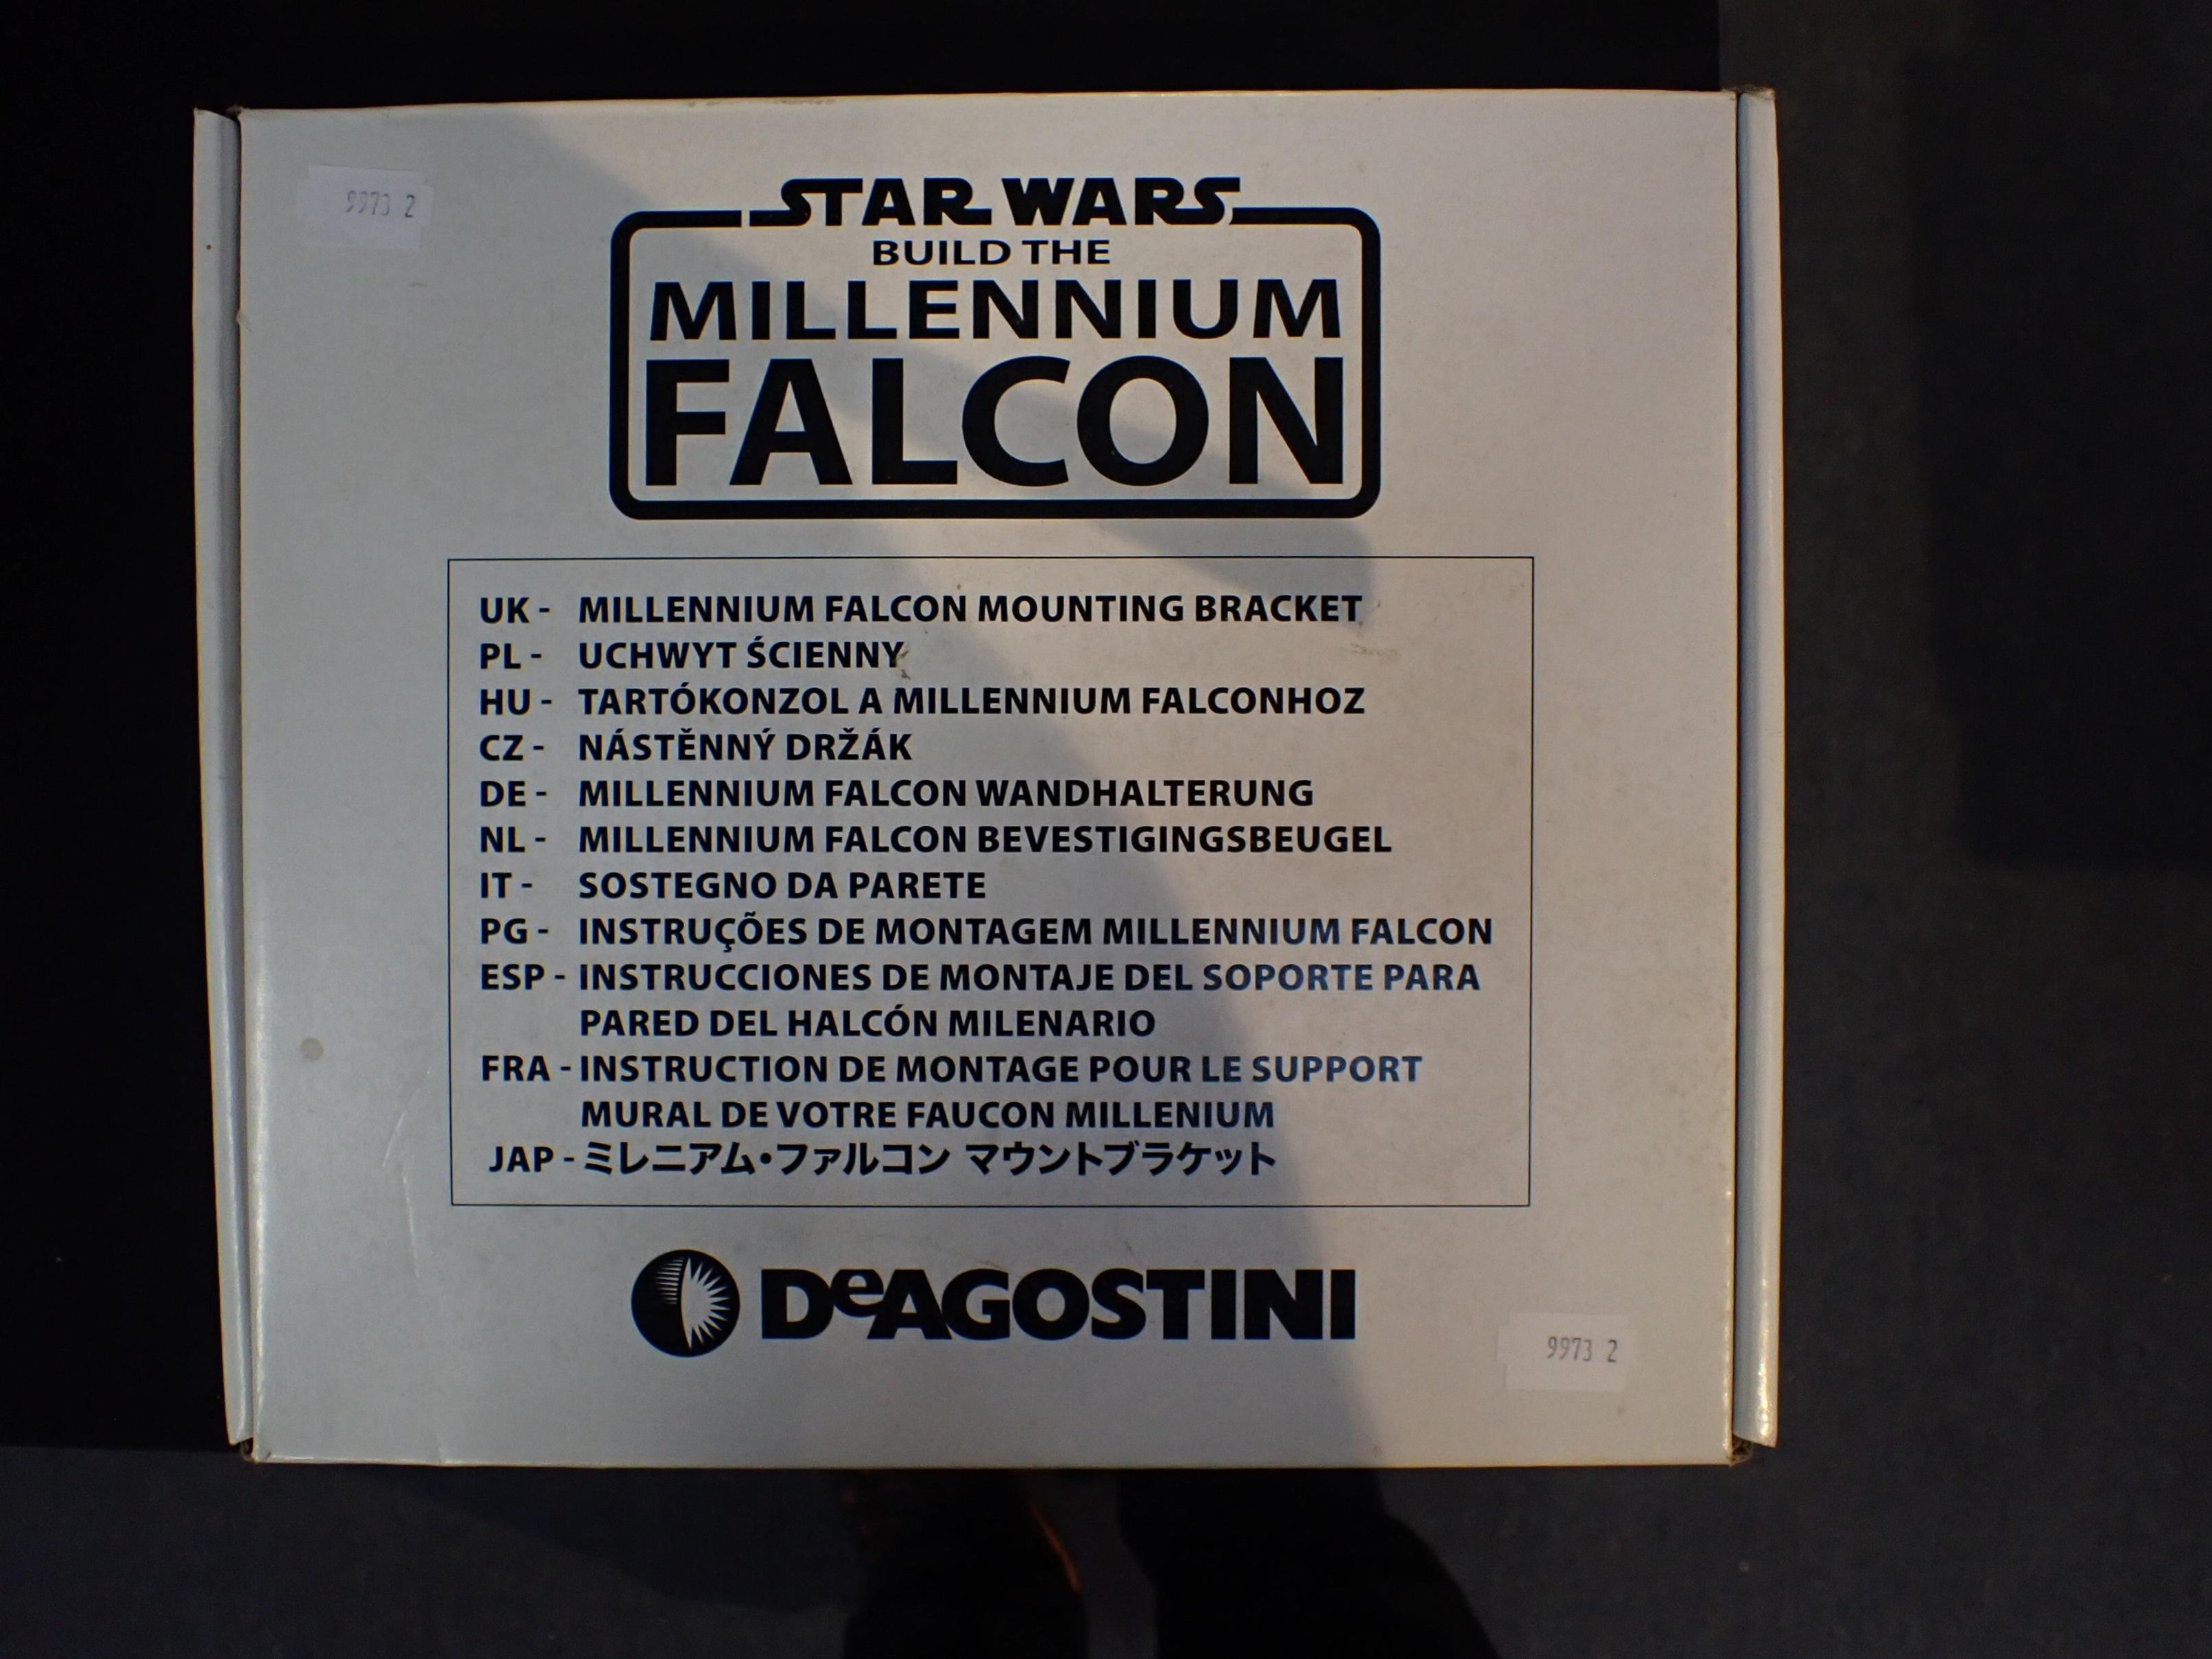 9973 2
STAR WARS
BUILD THE
MILLENNIUM
FALCON
UK - MILLENNIUM FALCON MOUNTING BRACKET
PL - UCHWYT ŚCIENNY
HU - TARTÓKONZOL A MILLENNIUM FALCONHOZ
CZ - NÁSTĚNNÝ DRŽÁK
DE - MILLENNIUM FALCON WANDHALTERUNG
NL - MILLENNIUM FALCON BEVESTIGINGSBEUGEL
IT - SOSTEGNO DA PARETE
PG - INSTRUÇÕES DE MONTAGEM MILLENNIUM FALCON
ESP - INSTRUCCIONES DE MONTAJE DEL SOPORTE PARA
PARED DEL HALCÓN MILENARIO
FRA - INSTRUCTION DE MONTAGE POUR LE SUPPORT
MURAL DE VOTRE FAUCON MILLENIUM
JAP - ミレニアム・ファルコン マウントブラケット
DeAGOSTINI
9973 2